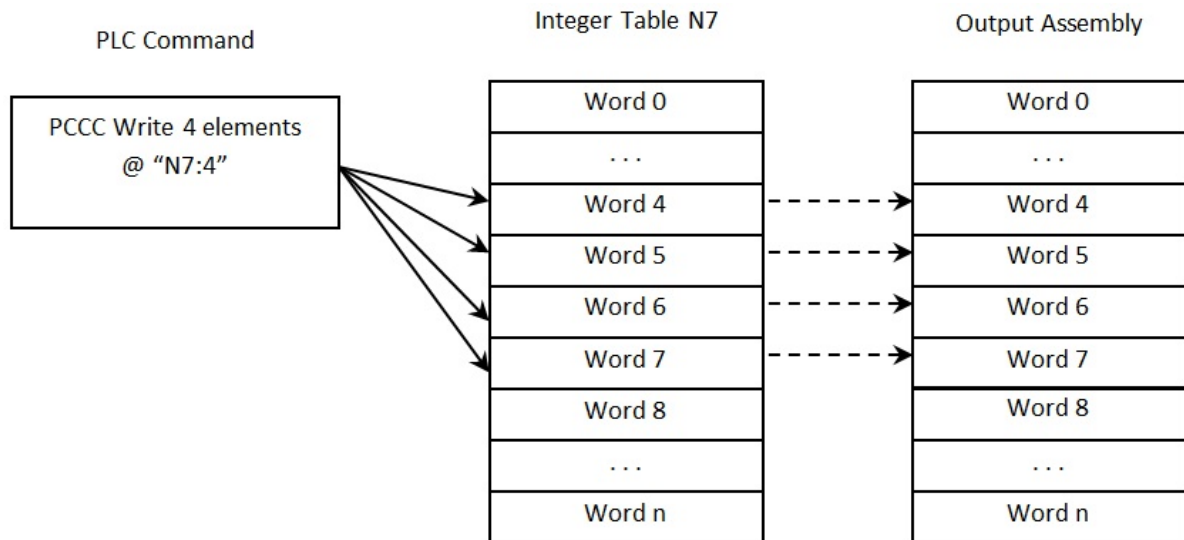 PLC Command
PCCC Write 4 elements
@ “N7:4”
Integer Table N7
Word 0
. . .
Word 4
Word 5
Word 6
Word 7
Word 8
. . .
Word n
Output Assembly
Word 0
. . .
Word 4
Word 5
Word 6
Word 7
Word 8
. . .
Word n